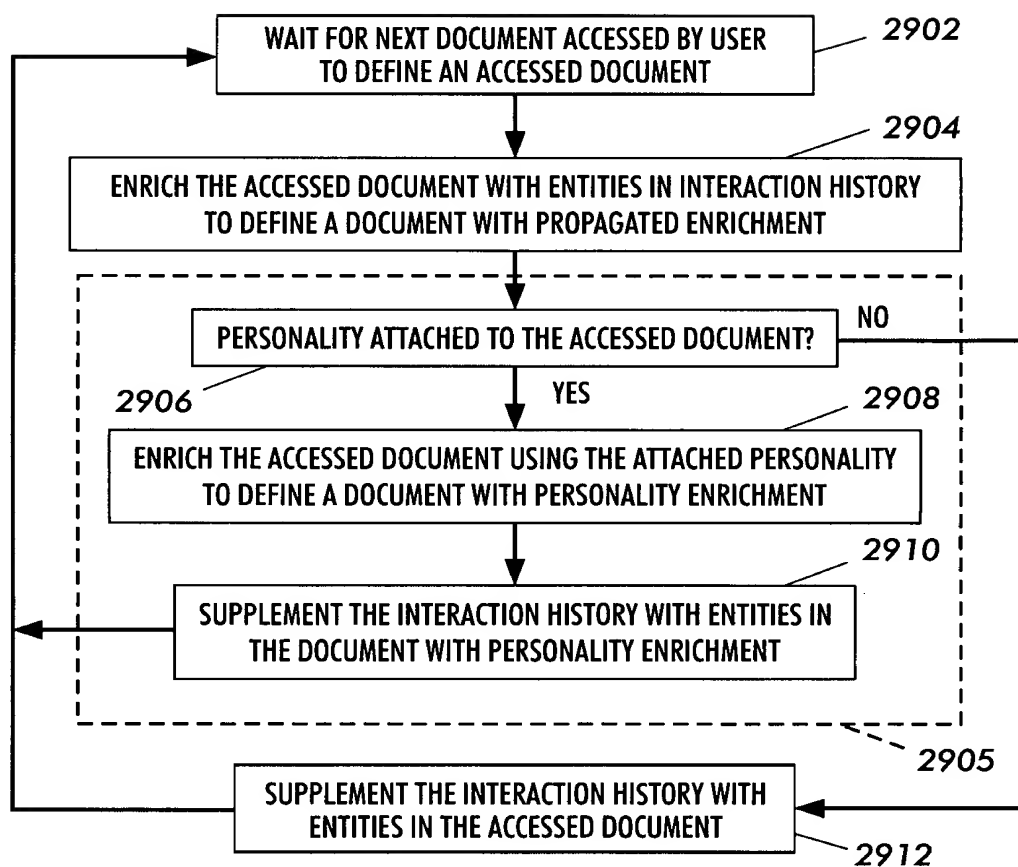 WAIT FOR NEXT DOCUMENT ACCESSED BY USER
TO DEFINE AN ACCESSED DOCUMENT
2902
2904
ENRICH THE ACCESSED DOCUMENT WITH ENTITIES IN INTERACTION HISTORY
TO DEFINE A DOCUMENT WITH PROPAGATED ENRICHMENT
PERSONALITY ATTACHED TO THE ACCESSED DOCUMENT?
NO
2906
YES
2908
ENRICH THE ACCESSED DOCUMENT USING THE ATTACHED PERSONALITY
TO DEFINE A DOCUMENT WITH PERSONALITY ENRICHMENT
2910
SUPPLEMENT THE INTERACTION HISTORY WITH ENTITIES IN
THE DOCUMENT WITH PERSONALITY ENRICHMENT
2905
SUPPLEMENT THE INTERACTION HISTORY WITH
ENTITIES IN THE ACCESSED DOCUMENT
2912